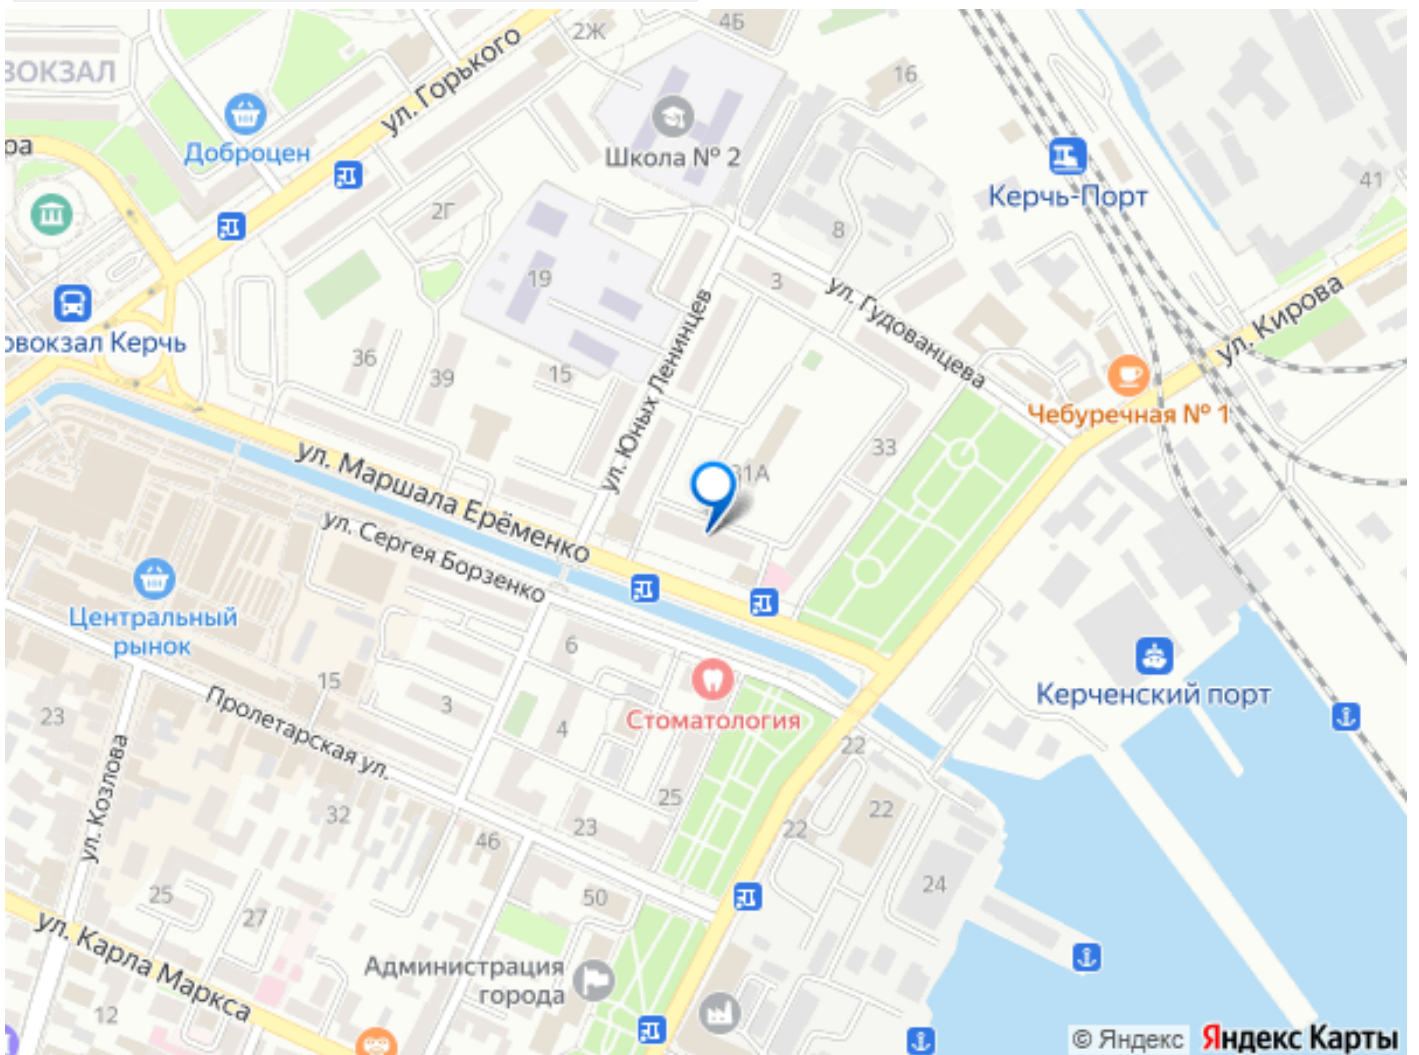 4Б
2Ж
ВОКЗАЛ
ул. Горького
16
Доброцен
Школа № 2
ра
Керчь-Порт
41
2Г
8
19
3
ул. Гудованцева
ул. Кирова
овокзал Керчь
36
39
15
ул. Юных Ленинцев
Чебуречная № 1
33
31А
ул. Маршала Ерёменко
ул. Сергея Борзенко
Центральный
рынок
6
Стоматология
Керченский порт
15
3
4
23
Пролетарская ул.
ул. Козлова
22
25
22
32
23
22
46
24
25
50
27
ул. Карла Маркса
Администрация
города
12
© Яндекс Яндекс Карты